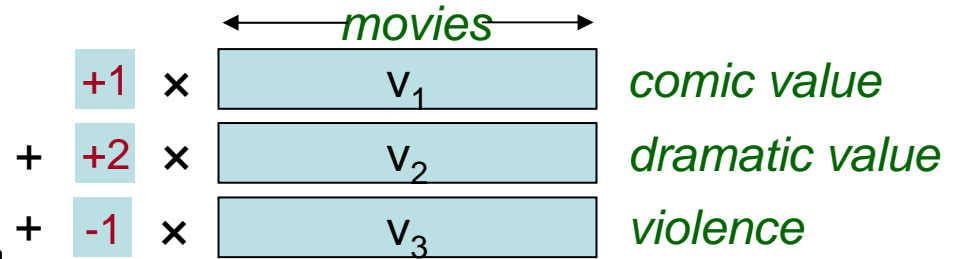 movies
+1 × v₁ comic value
+ +2 × v₂ dramatic value
+ -1 × v₃ violence